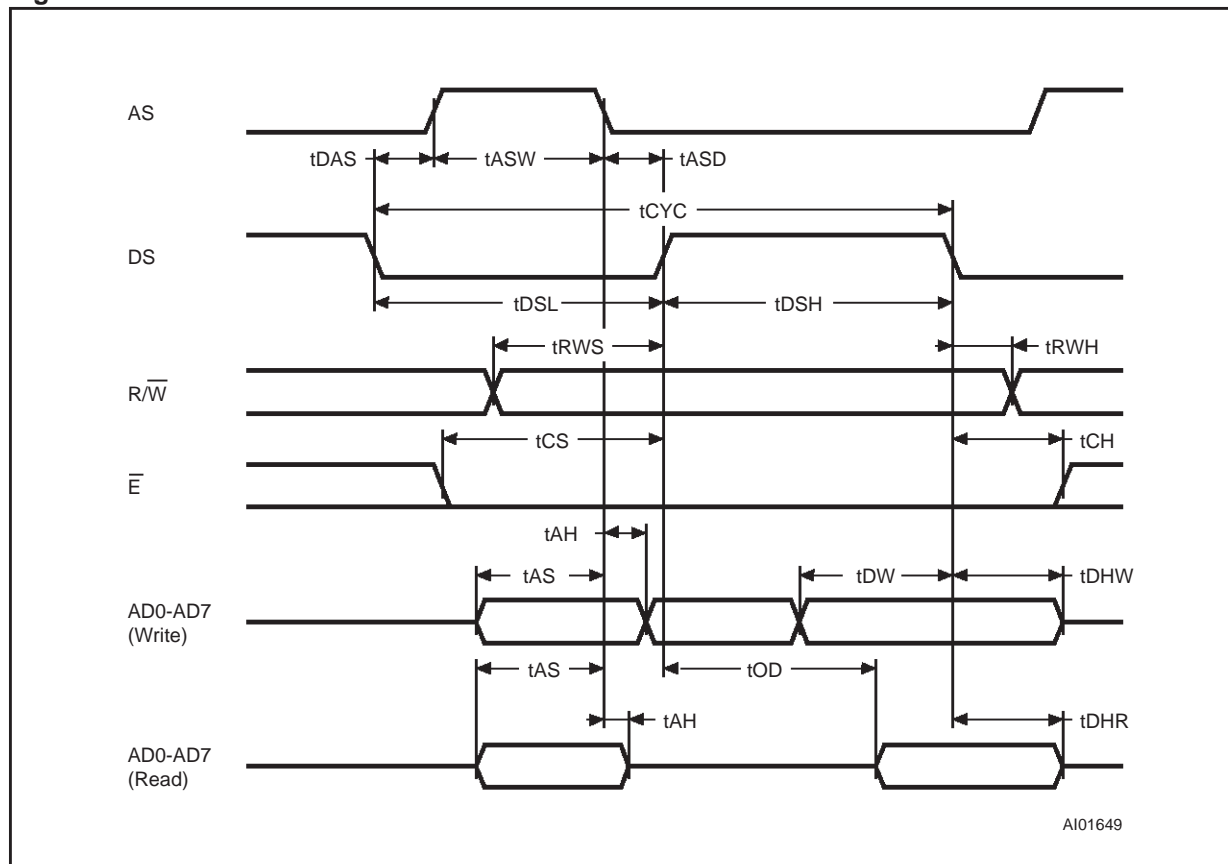 AS
tDAS tASW tASD
tCYC
DS
tDSL tDSH
tRWS tRWH
R/W̅
tCS tCH
E̅
tAH
tAS tDW tDHW
AD0-AD7
(Write)
tAS tOD
tAH tDHR
AD0-AD7
(Read)
AI01649